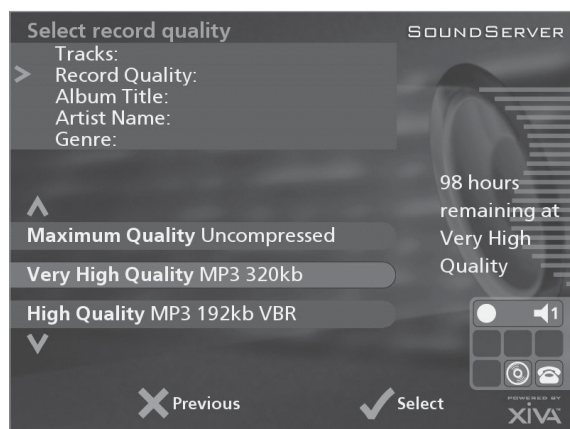 Select record quality
SOUNDSERVER
Tracks:
> Record Quality:
Album Title:
Artist Name:
Genre:
98 hours
remaining at
Very High
Quality
Maximum Quality Uncompressed
Very High Quality MP3 320kb
High Quality MP3 192kb VBR
1
Previous
Select
POWERED BY
XiVA